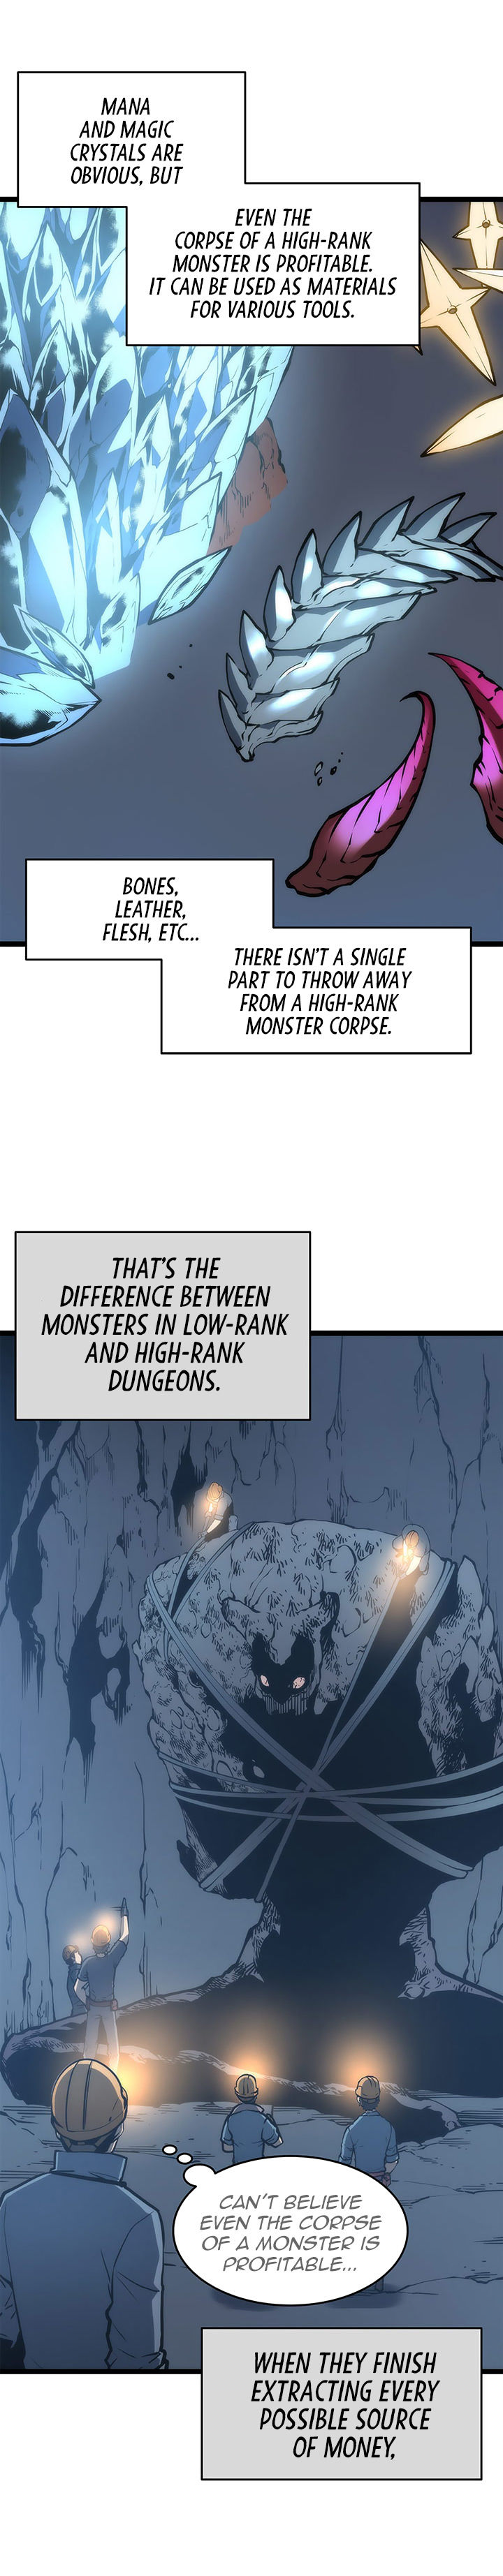 MANA
AND MAGIC
CRYSTALS ARE
OBVIOUS, BUT
EVEN THE
CORPSE OF A HIGH-RANK
MONSTER IS PROFITABLE.
IT CAN BE USED AS MATERIALS
FOR VARIOUS TOOLS.
BONES,
LEATHER,
FLESH, ETC...
THERE ISN'T A SINGLE
PART TO THROW AWAY
FROM A HIGH-RANK
MONSTER CORPSE.
THAT'S THE
DIFFERENCE BETWEEN
MONSTERS IN LOW-RANK
AND HIGH-RANK
DUNGEONS.
CAN'T BELIEVE
EVEN THE CORPSE
OF A MONSTER IS
PROFITABLE...
WHEN THEY FINISH
EXTRACTING EVERY
POSSIBLE SOURCE
OF MONEY,